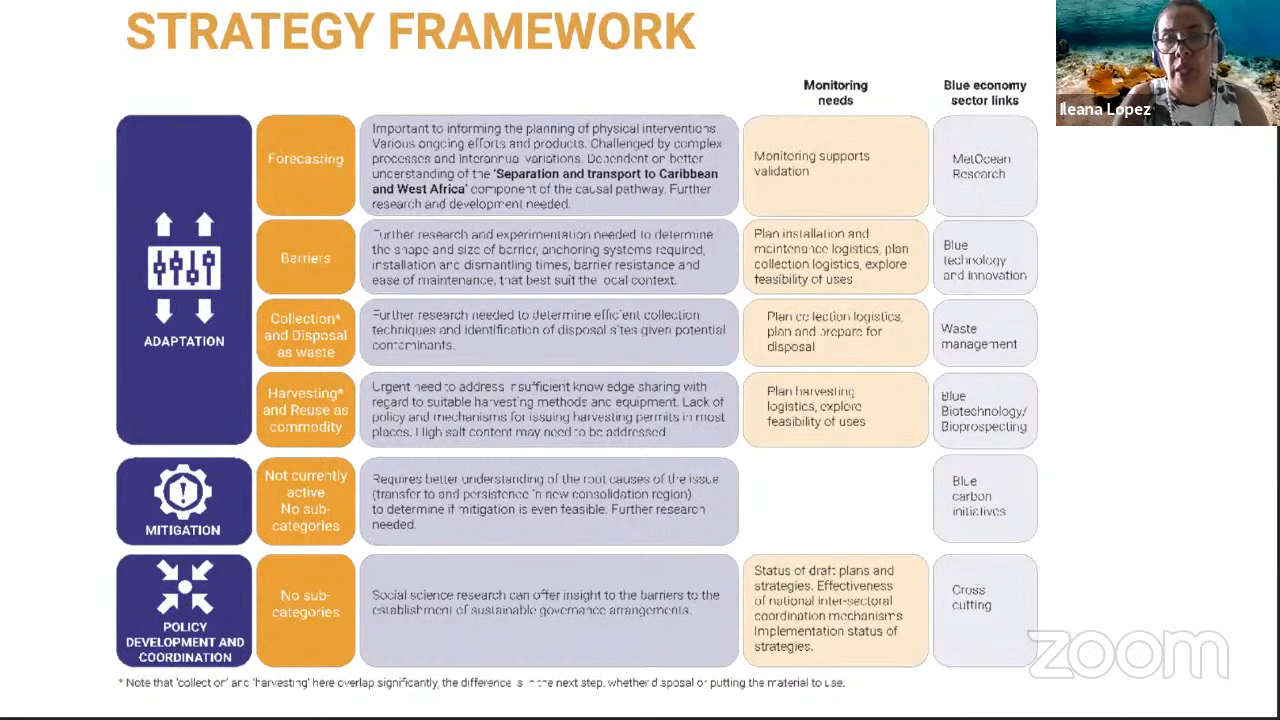 STRATEGY FRAMEWORK
Ileana Lopez
Monitoring
needs
Blue economy
sector links
ADAPTATION
Forecasting
Important to informing the planning of physical interventions.
Various ongoing efforts and products. Challenged by complex
processes and interannual variations. Dependent on better
understanding of the 'Separation and transport to Caribbean
and West Africa' component of the causal pathway. Further
research and development needed.
Monitoring supports
validation
MetOcean
Research
Barriers
Further research and experimentation needed to determine
the shape and size of barrier, anchoring systems required,
installation and dismantling times, barrier resistance and
ease of maintenance, that best suit the local context.
Plan installation and
maintenance logistics, plan
collection logistics, explore
feasibility of uses
Blue
technology
and innovation
Collection*
and Disposal
as waste
Further research needed to determine efficient collection
techniques and identification of disposal sites given potential
contaminants.
Plan collection logistics,
plan and prepare for
disposal
Waste
management
Harvesting*
and Reuse as
commodity
Urgent need to address insufficient knowledge sharing with
regard to suitable harvesting methods and equipment. Lack of
policy and mechanisms for issuing harvesting permits in most
places. High salt content may need to be addressed
Plan harvesting
logistics, explore
feasibility of uses
Blue
Biotechnology/
Bioprospecting
MITIGATION
Not currently
active
No sub-
categories
Requires better understanding of the root causes of the issue
(transfer to and persistence in new consolidation region)
to determine if mitigation is even feasible. Further research
needed.
Blue
carbon
initiatives
POLICY
DEVELOPMENT AND
COORDINATION
No sub-
categories
Social science research can offer insight to the barriers to the
establishment of sustainable governance arrangements.
Status of draft plans and
strategies. Effectiveness
of national inter-sectoral
coordination mechanisms
Implementation status of
strategies.
Cross
cutting
zoom
* Note that 'collection' and 'harvesting' here overlap significantly, the difference is in the next step, whether disposal or putting the material to use.